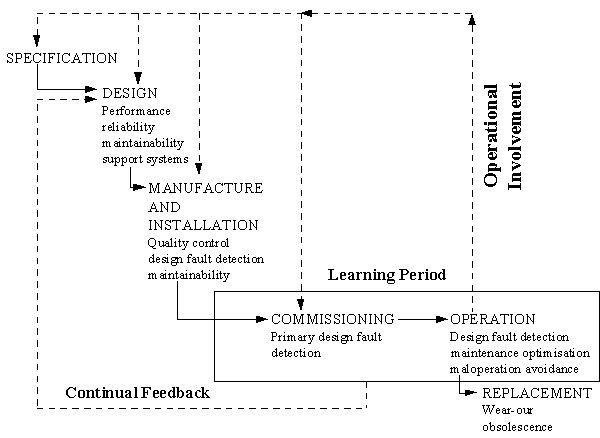 SPECIFICATION
DESIGN
Performance
reliability
maintainability
support systems
Operational
Involvement
MANUFACTURE
AND
INSTALLATION
Quality control
design fault detection
maintainability
Learning Period
COMMISSIONING
Primary design fault
detection
OPERATION
Design fault detection
maintenance optimisation
maloperation avoidance
Continual Feedback
REPLACEMENT
Wear-our
obsolescence